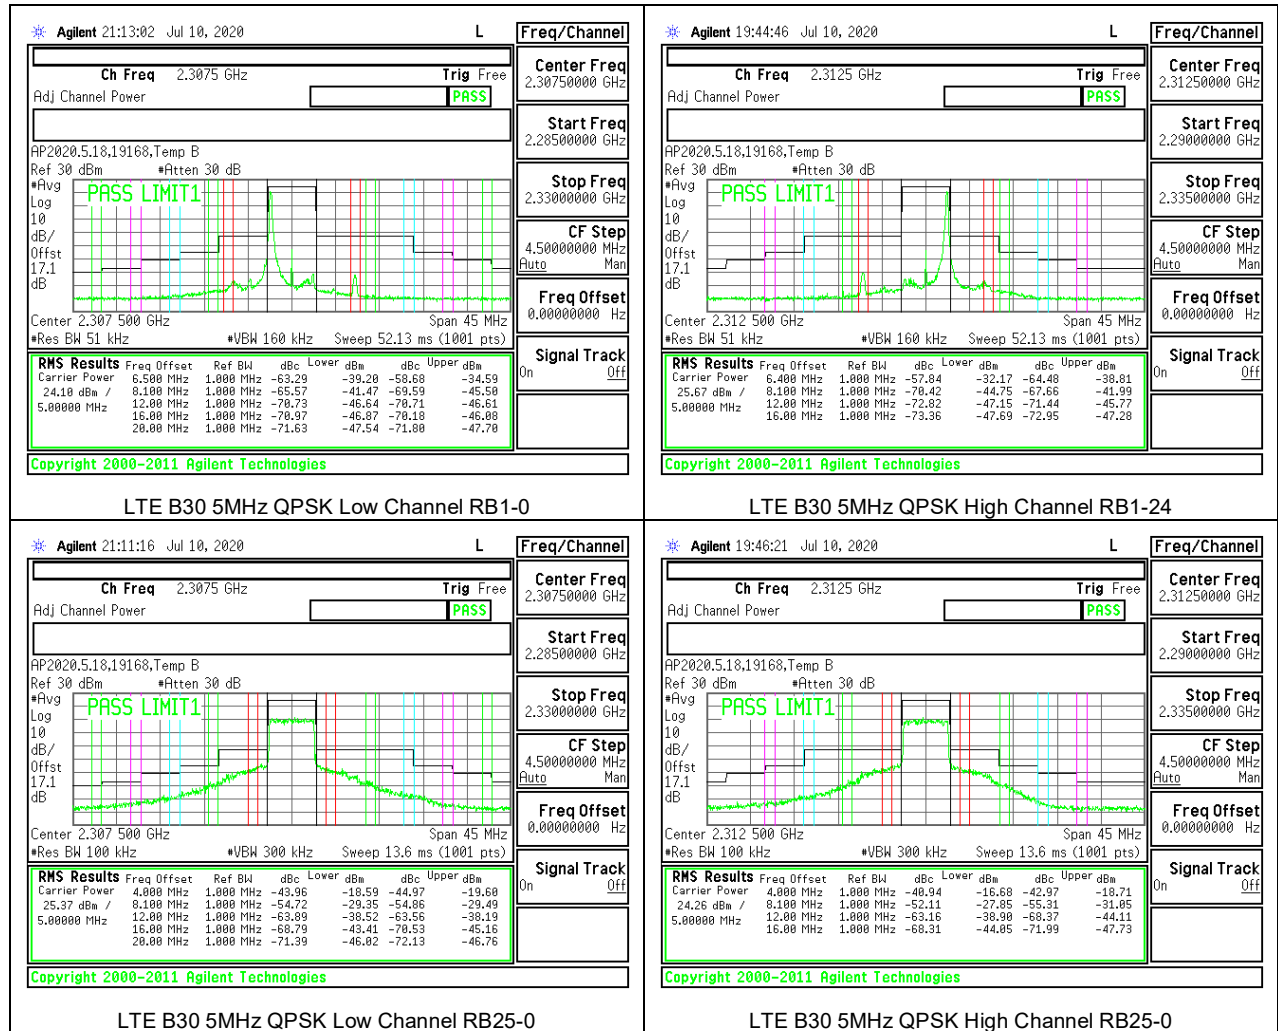 Agilent 21:13:02 Jul 10, 2020 L Freq/Channel
Ch Freq 2.3075 GHz Trig Free
Adj Channel Power PASS
Center Freq
2.30750000 GHz
Start Freq
2.28500000 GHz
AP2020.5.18,19168,Temp B
Ref 30 dBm #Atten 30 dB
#Avg
Log
10
dB/
Offst
17.1
dB
PASS LIMIT1
Stop Freq
2.33000000 GHz
CF Step
4.50000000 MHz
Auto Man
Freq Offset
0.00000000 Hz
Center 2.307 500 GHz Span 45 MHz
#Res BW 51 kHz #VBW 160 kHz Sweep 52.13 ms (1001 pts)
Signal Track
On Off
RMS Results Freq Offset Ref BW dBc Lower dBm dBc Upper dBm
Carrier Power 6.500 MHz 1.000 MHz -63.29 -39.20 -58.68 -34.59
24.10 dBm / 8.100 MHz 1.000 MHz -65.57 -41.47 -69.59 -45.50
5.00000 MHz 12.00 MHz 1.000 MHz -70.73 -46.64 -70.71 -46.61
16.00 MHz 1.000 MHz -70.97 -46.87 -70.18 -46.08
20.00 MHz 1.000 MHz -71.63 -47.54 -71.80 -47.70
Copyright 2000-2011 Agilent Technologies
LTE B30 5MHz QPSK Low Channel RB1-0
Agilent 19:44:46 Jul 10, 2020 L Freq/Channel
Ch Freq 2.3125 GHz Trig Free
Adj Channel Power PASS
Center Freq
2.31250000 GHz
Start Freq
2.29000000 GHz
AP2020.5.18,19168,Temp B
Ref 30 dBm #Atten 30 dB
#Avg
Log
10
dB/
Offst
17.1
dB
PASS LIMIT1
Stop Freq
2.33500000 GHz
CF Step
4.50000000 MHz
Auto Man
Freq Offset
0.00000000 Hz
Center 2.312 500 GHz Span 45 MHz
#Res BW 51 kHz #VBW 160 kHz Sweep 52.13 ms (1001 pts)
Signal Track
On Off
RMS Results Freq Offset Ref BW dBc Lower dBm dBc Upper dBm
Carrier Power 6.400 MHz 1.000 MHz -57.84 -32.17 -64.48 -38.81
25.67 dBm / 8.100 MHz 1.000 MHz -70.42 -44.75 -67.66 -41.99
5.00000 MHz 12.00 MHz 1.000 MHz -72.82 -47.15 -71.44 -45.77
16.00 MHz 1.000 MHz -73.36 -47.69 -72.95 -47.28
Copyright 2000-2011 Agilent Technologies
LTE B30 5MHz QPSK High Channel RB1-24
Agilent 21:11:16 Jul 10, 2020 L Freq/Channel
Ch Freq 2.3075 GHz Trig Free
Adj Channel Power PASS
Center Freq
2.30750000 GHz
Start Freq
2.28500000 GHz
AP2020.5.18,19168,Temp B
Ref 30 dBm #Atten 30 dB
#Avg
Log
10
dB/
Offst
17.1
dB
PASS LIMIT1
Stop Freq
2.33000000 GHz
CF Step
4.50000000 MHz
Auto Man
Freq Offset
0.00000000 Hz
Center 2.307 500 GHz Span 45 MHz
#Res BW 100 kHz #VBW 300 kHz Sweep 13.6 ms (1001 pts)
Signal Track
On Off
RMS Results Freq Offset Ref BW dBc Lower dBm dBc Upper dBm
Carrier Power 4.000 MHz 1.000 MHz -43.96 -18.59 -44.97 -19.60
25.37 dBm / 8.100 MHz 1.000 MHz -54.72 -29.35 -54.86 -29.49
5.00000 MHz 12.00 MHz 1.000 MHz -63.89 -38.52 -63.56 -38.19
16.00 MHz 1.000 MHz -68.79 -43.41 -70.53 -45.16
20.00 MHz 1.000 MHz -71.39 -46.02 -72.13 -46.76
Copyright 2000-2011 Agilent Technologies
LTE B30 5MHz QPSK Low Channel RB25-0
Agilent 19:46:21 Jul 10, 2020 L Freq/Channel
Ch Freq 2.3125 GHz Trig Free
Adj Channel Power PASS
Center Freq
2.31250000 GHz
Start Freq
2.29000000 GHz
AP2020.5.18,19168,Temp B
Ref 30 dBm #Atten 30 dB
#Avg
Log
10
dB/
Offst
17.1
dB
PASS LIMIT1
Stop Freq
2.33500000 GHz
CF Step
4.50000000 MHz
Auto Man
Freq Offset
0.00000000 Hz
Center 2.312 500 GHz Span 45 MHz
#Res BW 100 kHz #VBW 300 kHz Sweep 13.6 ms (1001 pts)
Signal Track
On Off
RMS Results Freq Offset Ref BW dBc Lower dBm dBc Upper dBm
Carrier Power 4.000 MHz 1.000 MHz -40.94 -16.68 -42.97 -18.71
24.26 dBm / 8.100 MHz 1.000 MHz -52.11 -27.85 -55.31 -31.05
5.00000 MHz 12.00 MHz 1.000 MHz -63.16 -38.90 -68.37 -44.11
16.00 MHz 1.000 MHz -68.31 -44.05 -71.99 -47.73
Copyright 2000-2011 Agilent Technologies
LTE B30 5MHz QPSK High Channel RB25-0